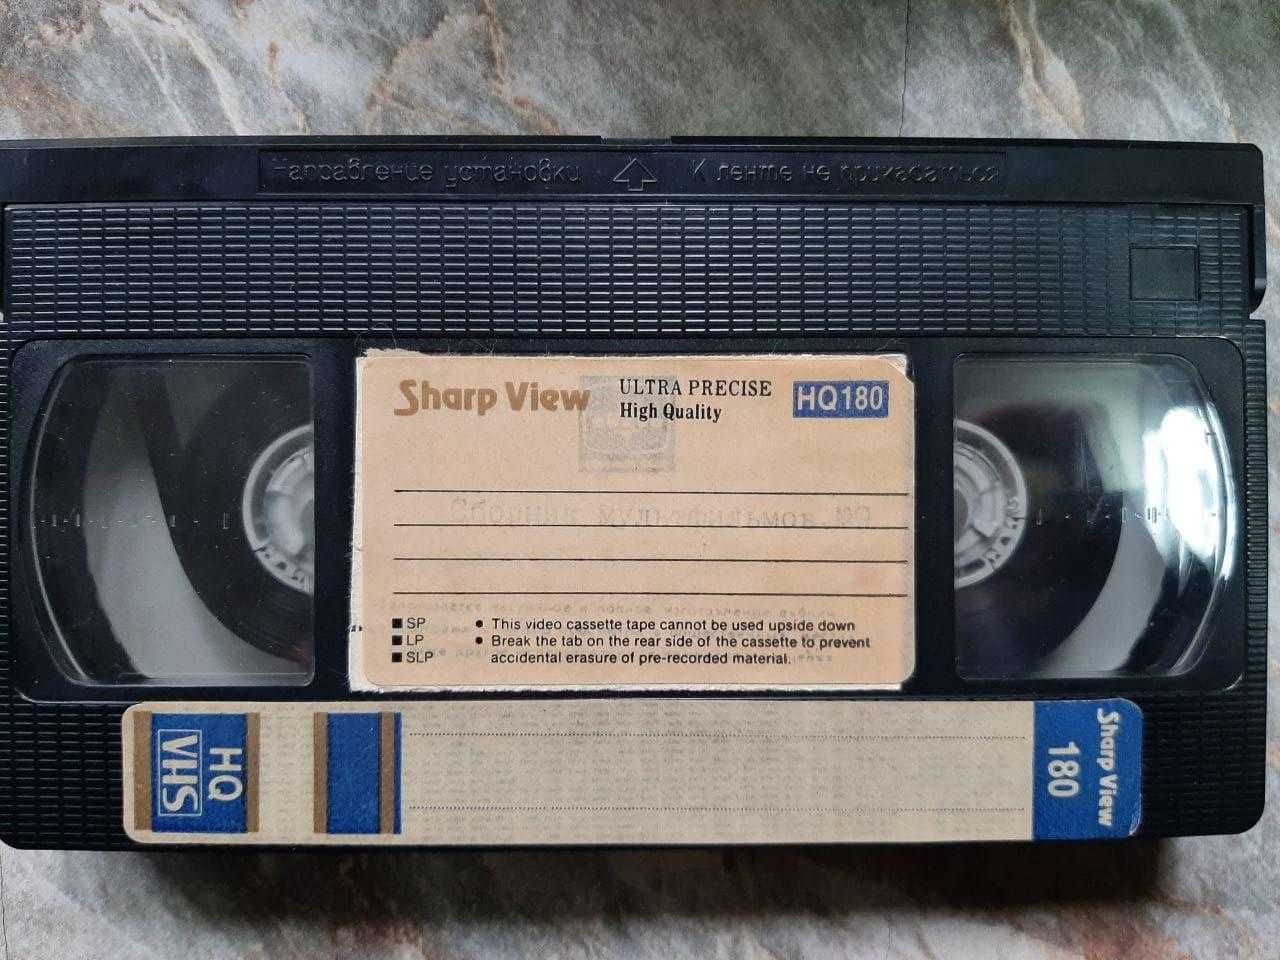 Направление установки К ленте не прикасаться
Sharp View ULTRA PRECISE HQ180
High Quality
Сборник мультфильмов
SP • This video cassette tape cannot be used upside down
LP • Break the tab on the rear side of the cassette to prevent
SLP accidental erasure of pre-recorded material.
HQ
VHS
Sharp View
180